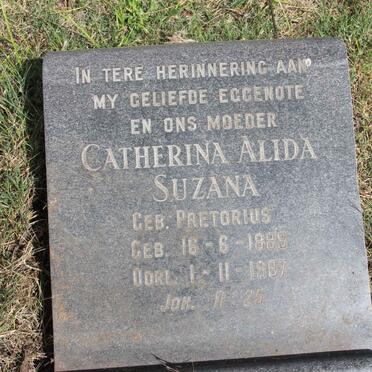 IN TERE HERINNERING AAN
MY GELIEFDE EGGENOTE
EN ONS MOEDER
CATHERINA ALIDA
SUZANA
GEB. PRETORIUS
GEB. 16-6-1885
OORL. 1-11-1967
JOH. 11-25